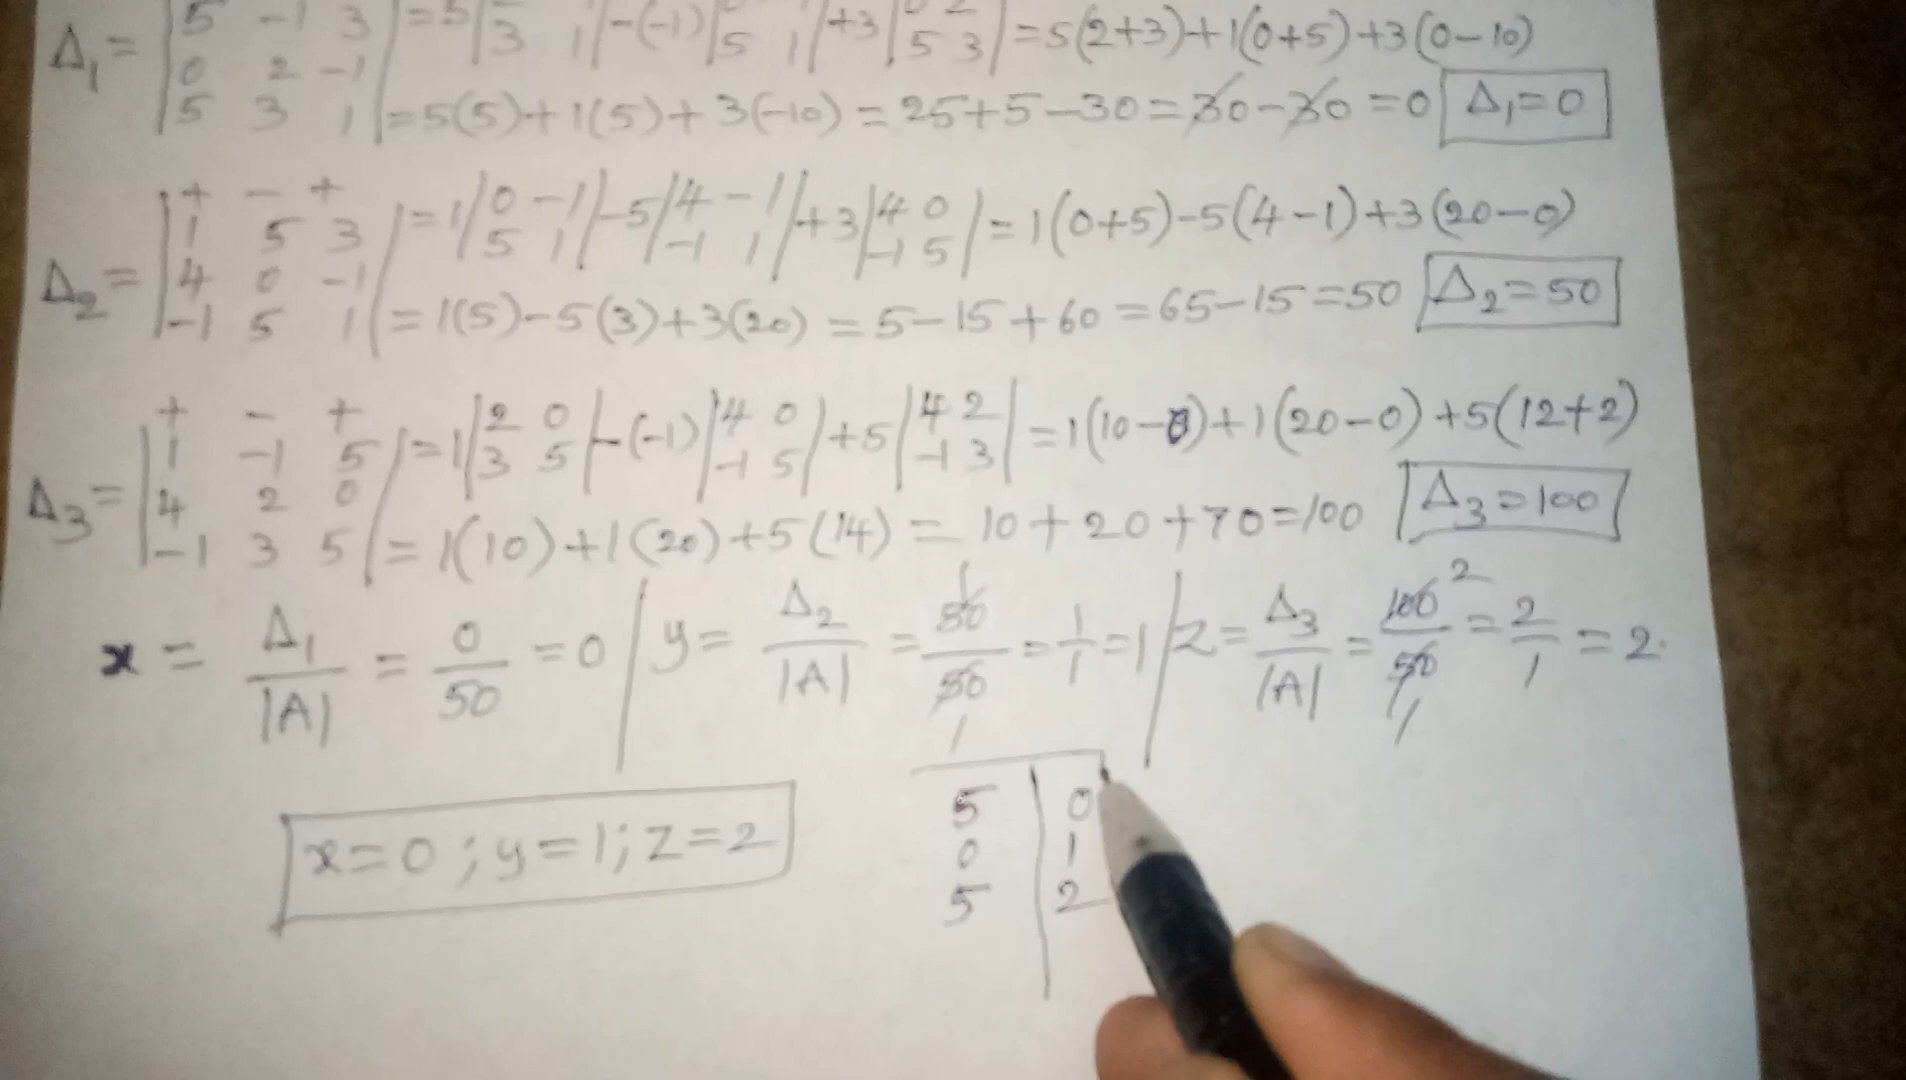 Δ₁ = | 5 -1 3 | = 5 | 3 1 | -(-1) | 5 1 | +3 | 0 2 | = 5(2+3)+1(0+5)+3(0-10)
| 0 2 -1 |
| 5 3 1 | = 5(5)+1(5)+3(-10) = 25+5-30 = 30-30 = 0 Δ₁=0
+ - +
Δ₂ = | 1 5 3 | = 1 | 0 -1 | -5 | 4 -1 | +3 | 4 0 | = 1(0+5)-5(4-1)+3(20-0)
| 4 0 -1 | | 5 1 | | -1 1 | | -1 5 |
| -1 5 1 | = 1(5)-5(3)+3(20) = 5-15+60 = 65-15 = 50 Δ₂=50
+ - +
Δ₃ = | 1 -1 5 | = 1 | 2 0 | -(-1) | 4 0 | +5 | 4 2 | = 1(10-0)+1(20-0)+5(12+2)
| 4 2 0 | | 3 5 | | -1 5 | | -1 3 |
| -1 3 5 | = 1(10)+1(20)+5(14) = 10+20+70=100 Δ₃=100
x = Δ₁/|A| = 0/50 = 0 | y = Δ₂/|A| = 50/50 = 1/1 = 1 | z = Δ₃/|A| = 100/50 = 2/1 = 2.
x=0 ; y=1 ; z=2
5 | 0
0 | 1
5 | 2